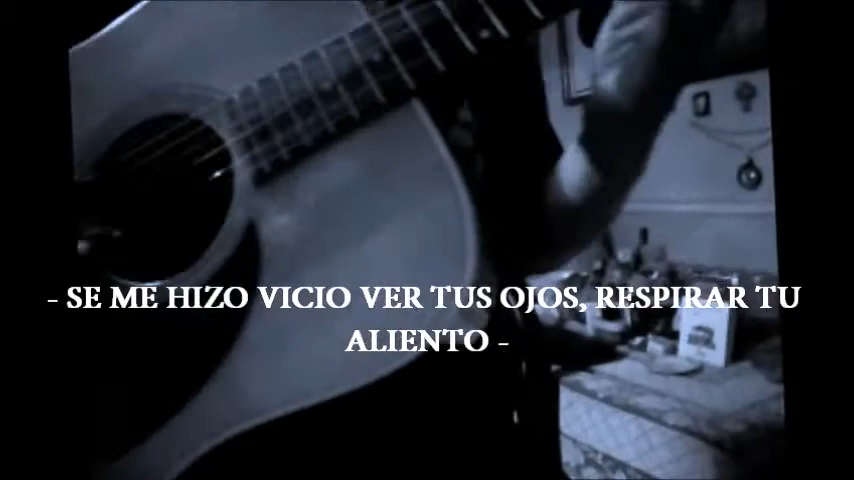 - SE ME HIZO VICIO VER TUS OJOS, RESPIRAR TU
ALIENTO -